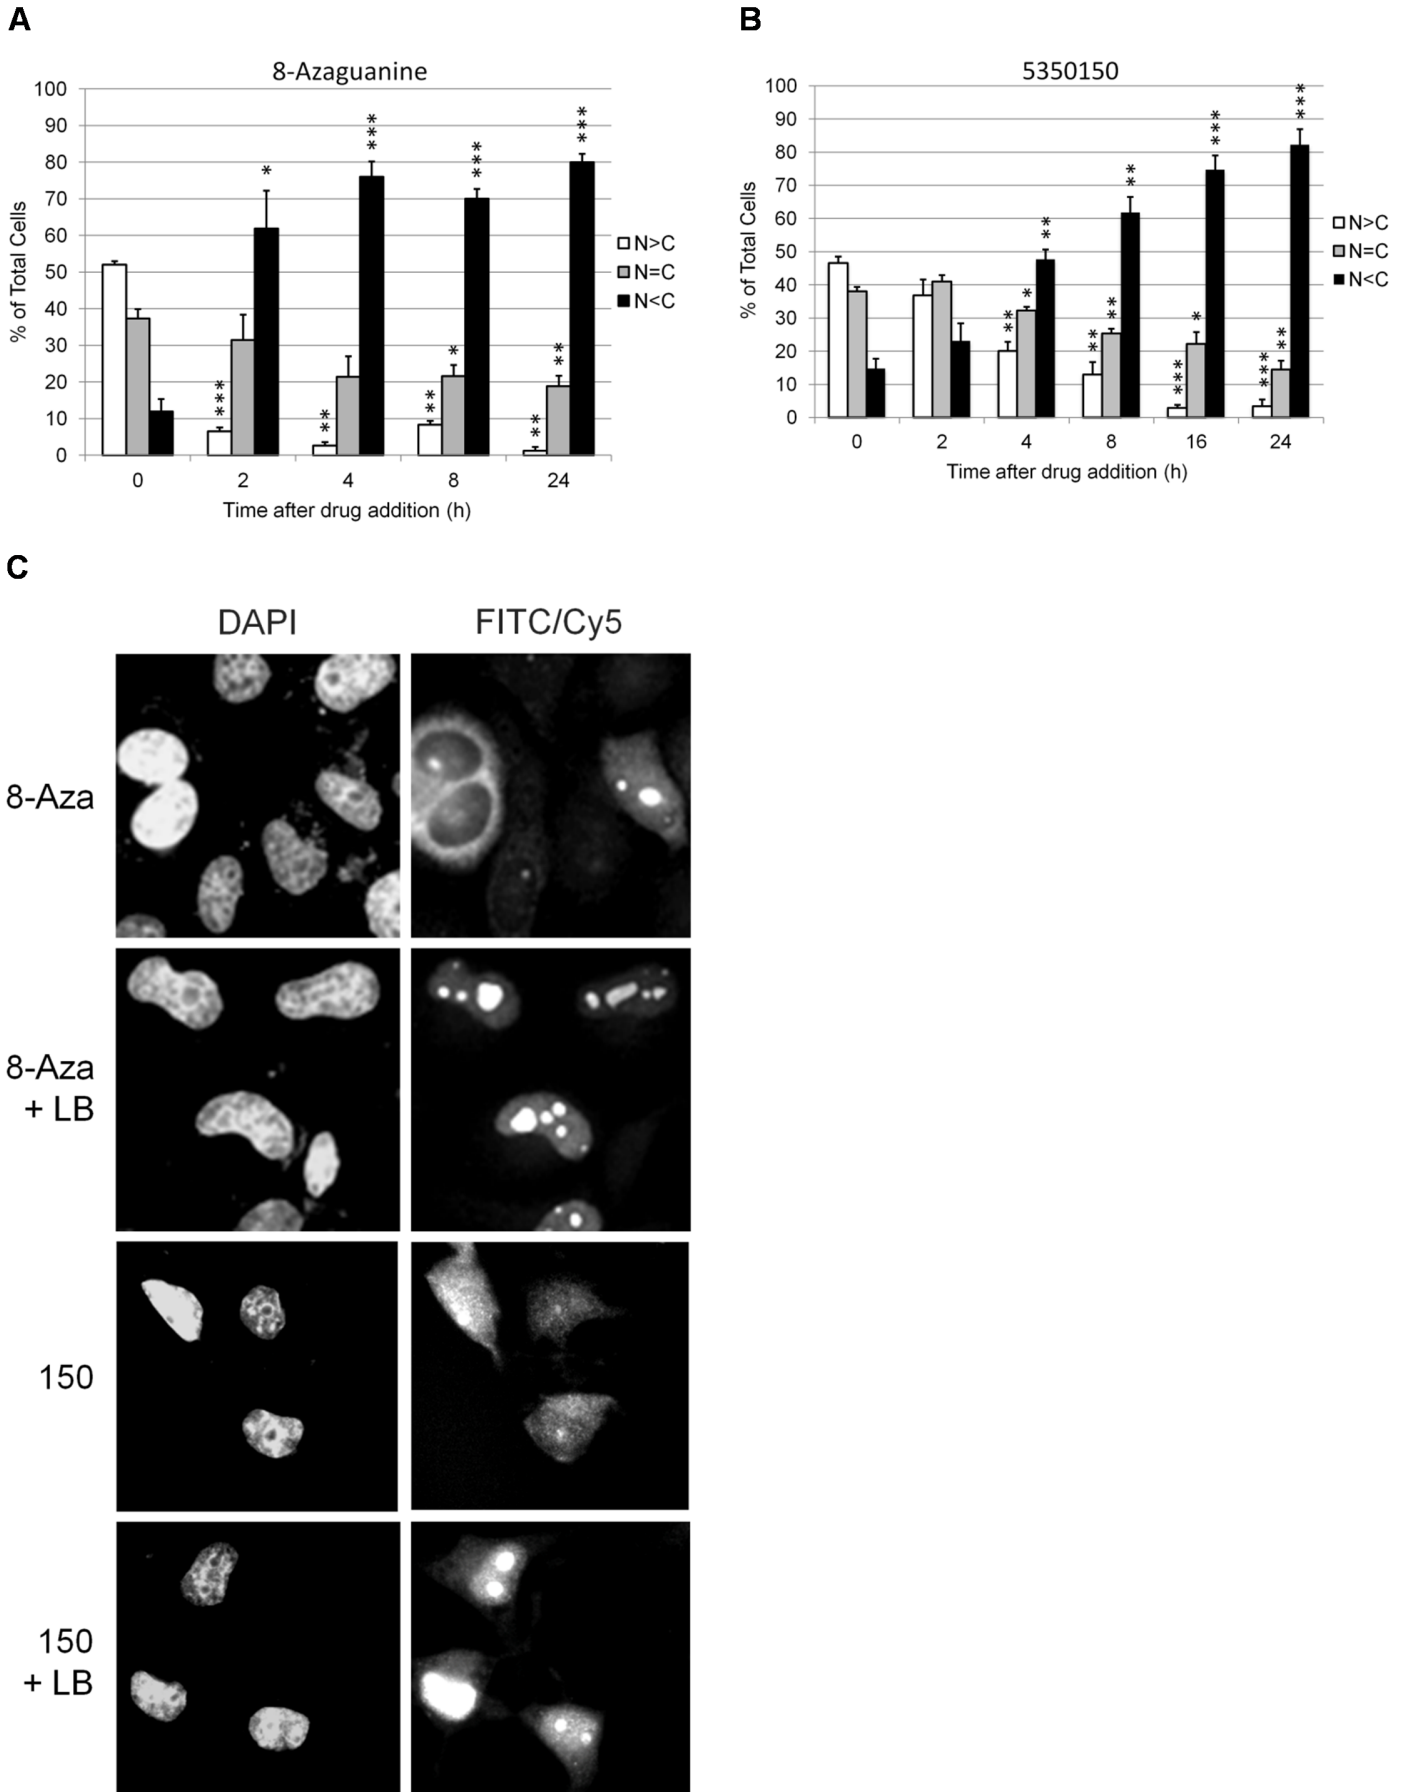 A
8-Azaguanine
% of Total Cells
100
90
80
70
60
50
40
30
20
10
0
***
**
***
**
*
**
*
***
***
**
***
0
2
4
8
24
Time after drug addition (h)
N>C
N=C
N<C
B
5350150
% of Total Cells
100
90
80
70
60
50
40
30
20
10
0
**
*
**
**
**
**
***
*
***
***
**
***
0
2
4
8
16
24
Time after drug addition (h)
N>C
N=C
N<C
C
DAPI
FITC/Cy5
8-Aza
8-Aza
+ LB
150
150
+ LB